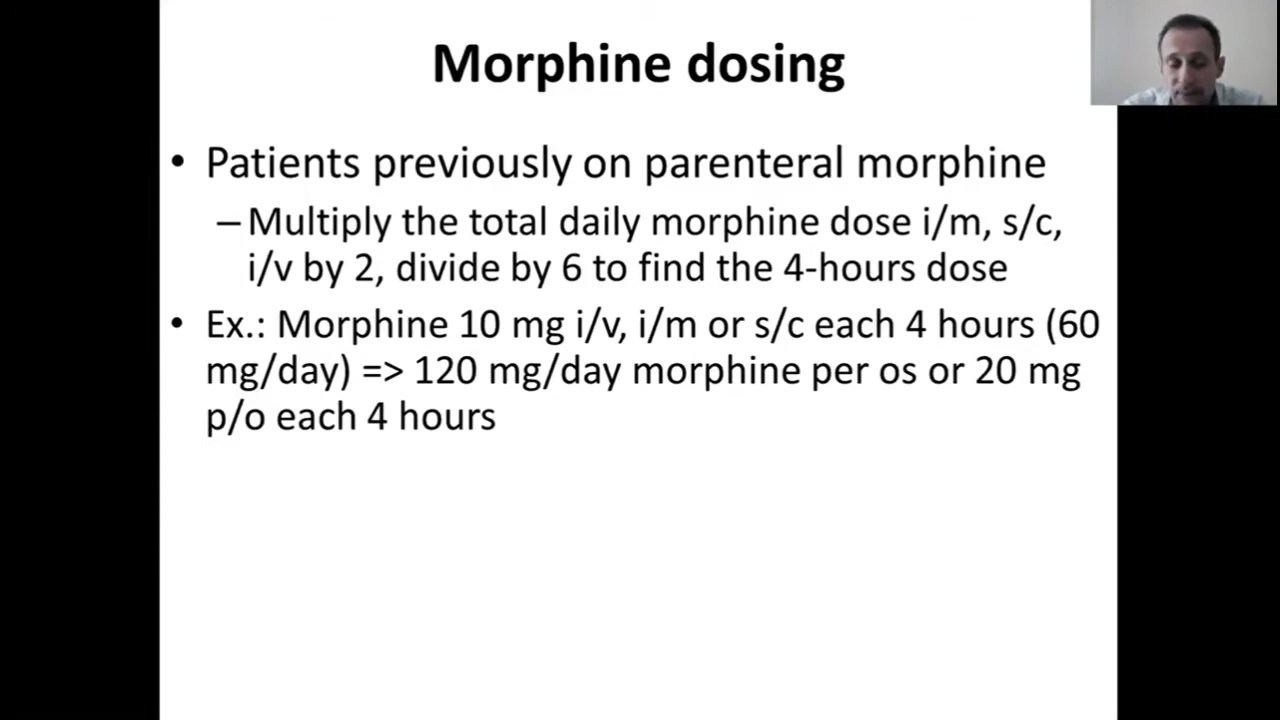 Morphine dosing
• Patients previously on parenteral morphine
– Multiply the total daily morphine dose i/m, s/c,
i/v by 2, divide by 6 to find the 4-hours dose
• Ex.: Morphine 10 mg i/v, i/m or s/c each 4 hours (60
mg/day) => 120 mg/day morphine per os or 20 mg
p/o each 4 hours